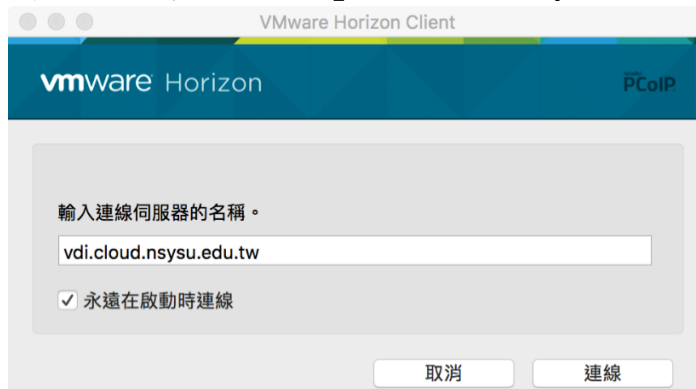 VMware Horizon Client
vmware Horizon
PCoIP
輸入連線伺服器的名稱。
vdi.cloud.nsysu.edu.tw
永遠在啟動時連線
取消
連線